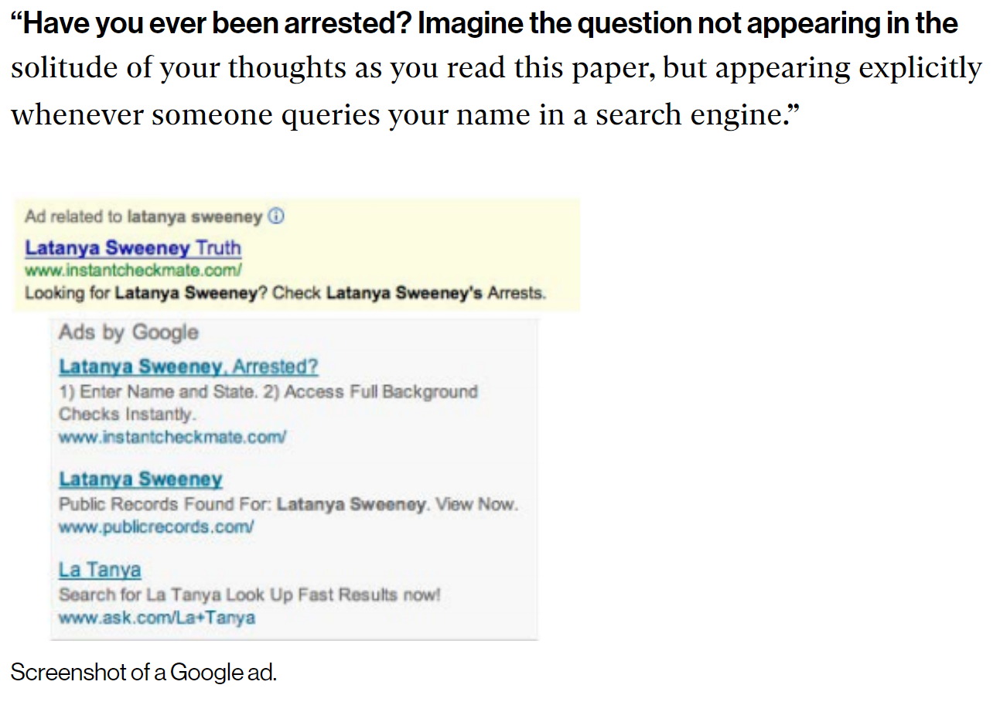 “Have you ever been arrested? Imagine the question not appearing in the
solitude of your thoughts as you read this paper, but appearing explicitly
whenever someone queries your name in a search engine.”
Ad related to latanya sweeney
Latanya Sweeney Truth
www.instantcheckmate.com/
Looking for Latanya Sweeney? Check Latanya Sweeney's Arrests.
Ads by Google
Latanya Sweeney, Arrested?
1) Enter Name and State. 2) Access Full Background
Checks Instantly.
www.instantcheckmate.com/
Latanya Sweeney
Public Records Found For: Latanya Sweeney. View Now.
www.publicrecords.com/
La Tanya
Search for La Tanya Look Up Fast Results now!
www.ask.com/La+Tanya
Screenshot of a Google ad.